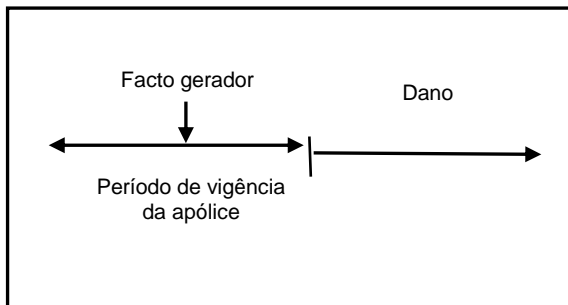 Facto gerador
Dano
Período de vigência
da apólice